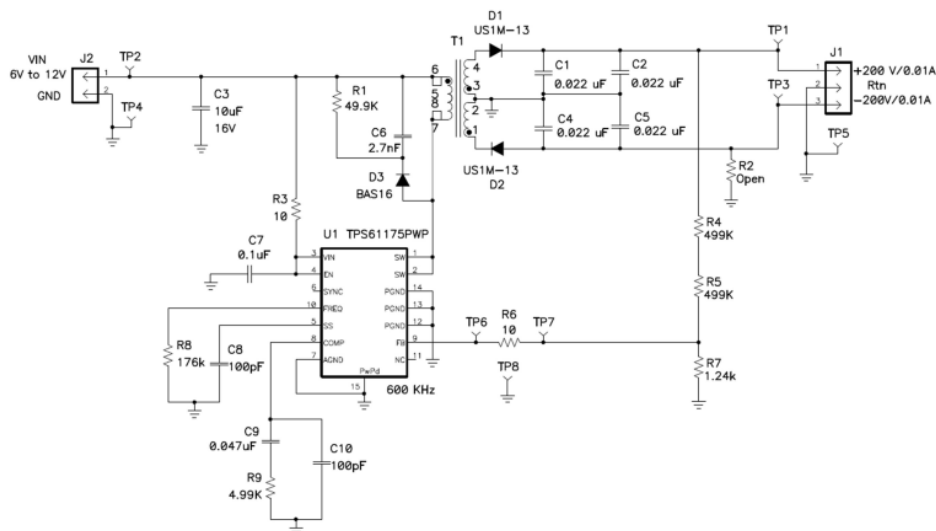 VIN
6V to 12V
GND
J2
1
2
TP2
TP4
C3
10uF
16V
R1
49.9K
C6
2.7nF
D3
BAS16
R3
10
T1
6
5
8
7
4
3
2
1
D1
US1M-13
US1M-13
D2
C1
0.022 uF
C2
0.022 uF
C4
0.022 uF
C5
0.022 uF
TP1
TP3
J1
1
2
3
+200 V/0.01A
Rtn
-200V/0.01A
TP5
R2
Open
R4
499K
R5
499K
R7
1.24k
C7
0.1uF
U1 TPS61175PWP
3 VIN
4 EN
6 SYNC
10 FREQ
5 SS
8 COMP
7 AGND
SW 1
SW 2
PGND 14
PGND 13
PGND 12
FB 9
NC 11
PwPd
15
600 KHz
TP6
R6
10
TP7
TP8
R8
176k
C8
100pF
C9
0.047uF
C10
100pF
R9
4.99K